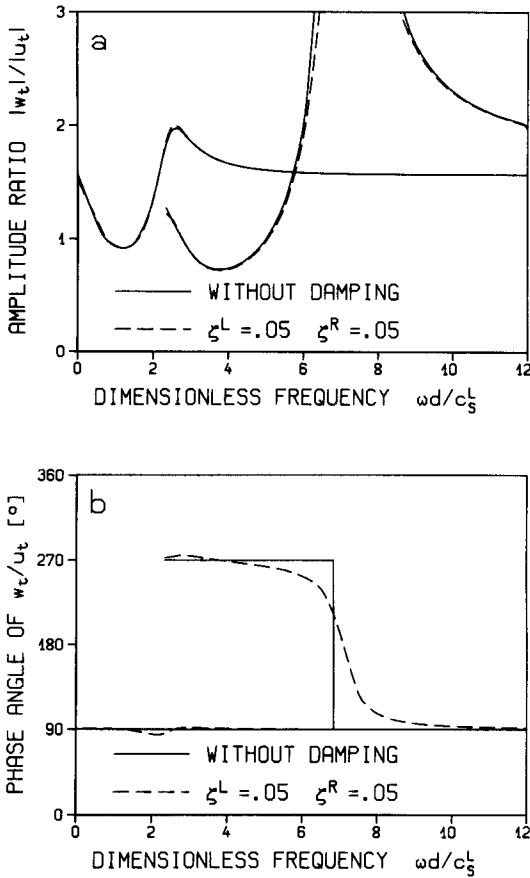 a
AMPLITUDE RATIO |wₜ|/|uₜ|
3
2
1
0
WITHOUT DAMPING
ζᴸ =.05 ζᴿ =.05
0 2 4 6 8 10 12
DIMENSIONLESS FREQUENCY ωd/cₛᴸ
b
PHASE ANGLE OF wₜ/uₜ [°]
360
270
180
90
0
WITHOUT DAMPING
ζᴸ =.05 ζᴿ =.05
0 2 4 6 8 10 12
DIMENSIONLESS FREQUENCY ωd/cₛᴸ